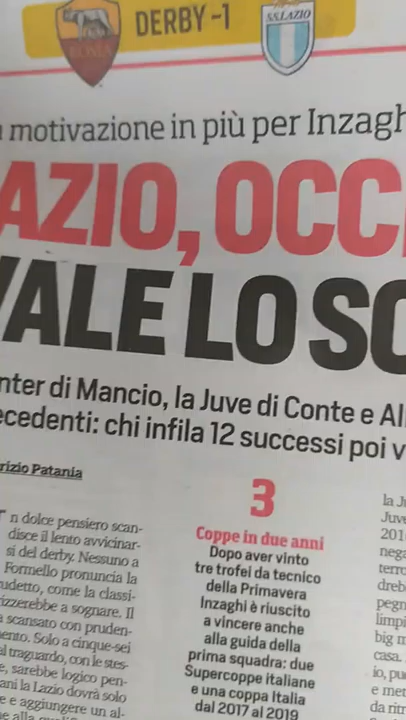 DERBY -1
ROMA
S.S.LAZIO
motivazione in più per Inzagh
AZIO, OCC
VALE LO SC
nter di Mancio, la Juve di Conte e Al
ecedenti: chi infila 12 successi poi v
rizio Patania
n dolce pensiero scan-
disce il lento avvicinar-
si del derby. Nessuno a
Formello pronuncia la
udetto, come la classi-
izzerebbe a sognare. Il
a scansato con pruden-
ento. Solo a cinque-sei
al traguardo, con le stes-
e, sarebbe logico pen-
ani la Lazio dovrà solo
e e aggiungere un al-
3
Coppe in due anni
Dopo aver vinto
tre trofei da tecnico
della Primavera
Inzaghi è riuscito
a vincere anche
alla guida della
prima squadra: due
Supercoppe italiane
e una coppa Italia
dal 2017 al 2019
la J
Juve
201
nega
terro
dreb
pegn
limpi
big m
casa.
io, pu
e met
da rit